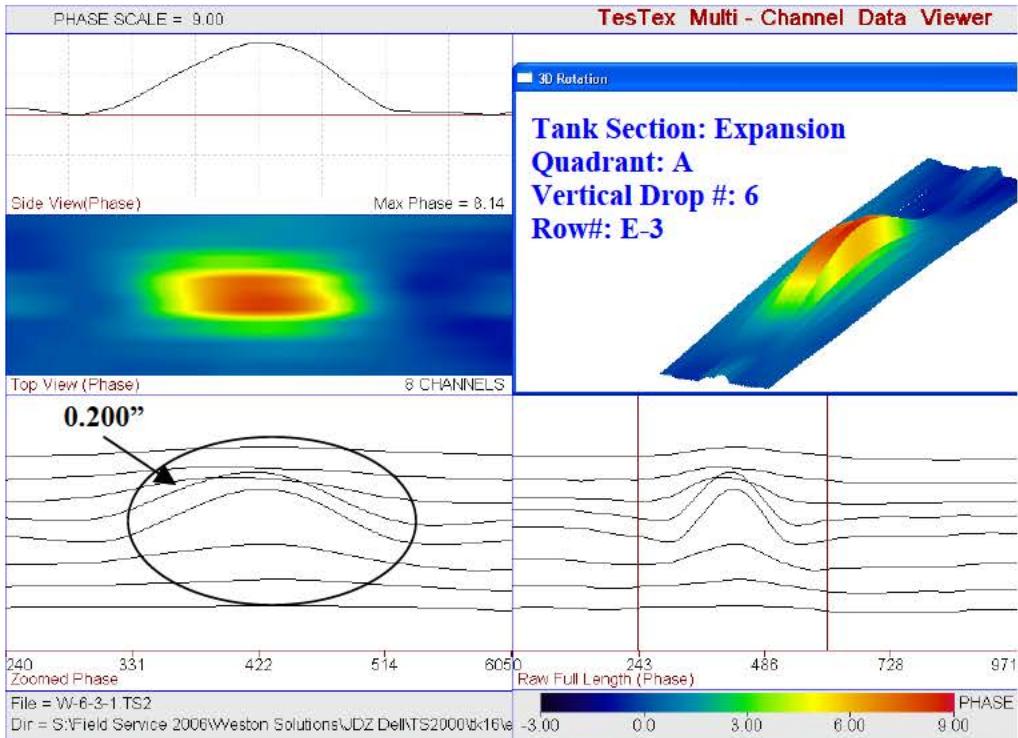 PHASE SCALE = 9.00
TesTex Multi - Channel Data Viewer
3D Rotation
Tank Section: Expansion
Quadrant: A
Vertical Drop #: 6
Row#: E-3
Side View(Phase)
Max Phase = 8.14
Top View (Phase)
8 CHANNELS
0.200”
240 331 422 514 605
Zoomed Phase
0 243 486 728 971
Raw Full Length (Phase)
File = W-6-3-1.TS2
Dir = S:\Field Service 2006\Weston Solutions\JDZ Dell\TS2000\tk16\e
PHASE
-3.00 0.0 3.00 6.00 9.00